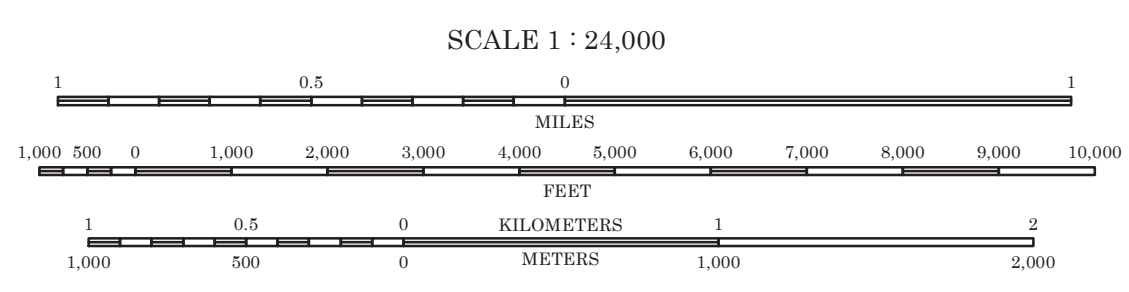 SCALE 1 : 24,000
1 0.5 0 1
MILES
1,000 500 0 1,000 2,000 3,000 4,000 5,000 6,000 7,000 8,000 9,000 10,000
FEET
1 0.5 0 KILOMETERS 1 2
1,000 500 0 METERS 1,000 2,000